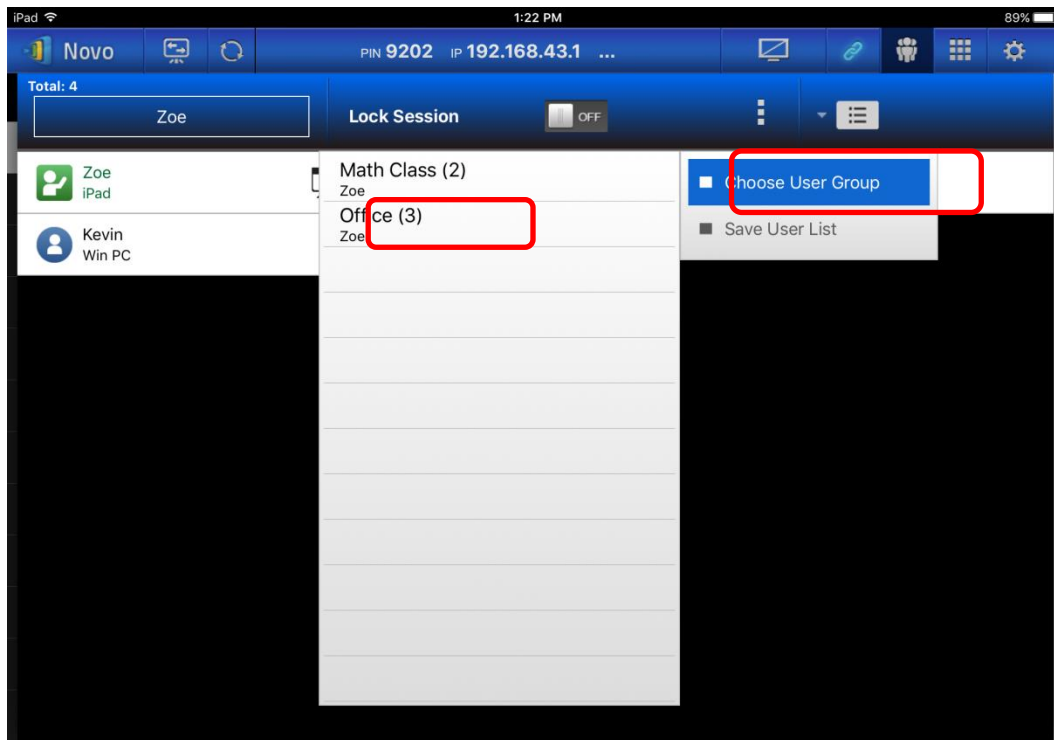 iPad 1:22 PM 89%
Novo PIN 9202 IP 192.168.43.1 ...
Total: 4
Zoe Lock Session OFF
Zoe
iPad
Kevin
Win PC
Math Class (2)
Zoe
Office (3)
Zoe
Choose User Group
Save User List